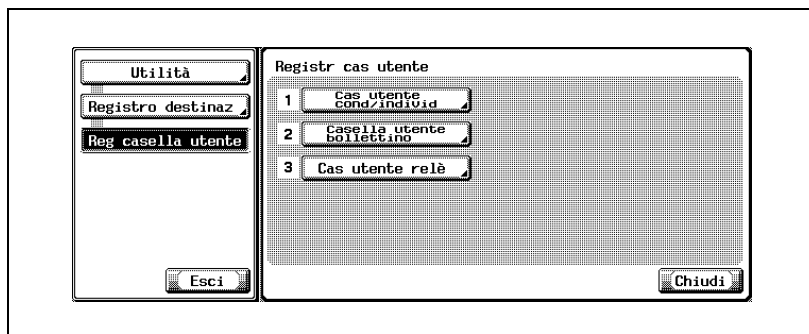 Utilità
Registro destinaz
Reg casella utente
Esci
Registr cas utente
1 Cas utente
cond/individ
2 Casella utente
bollettino
3 Cas utente relè
Chiudi